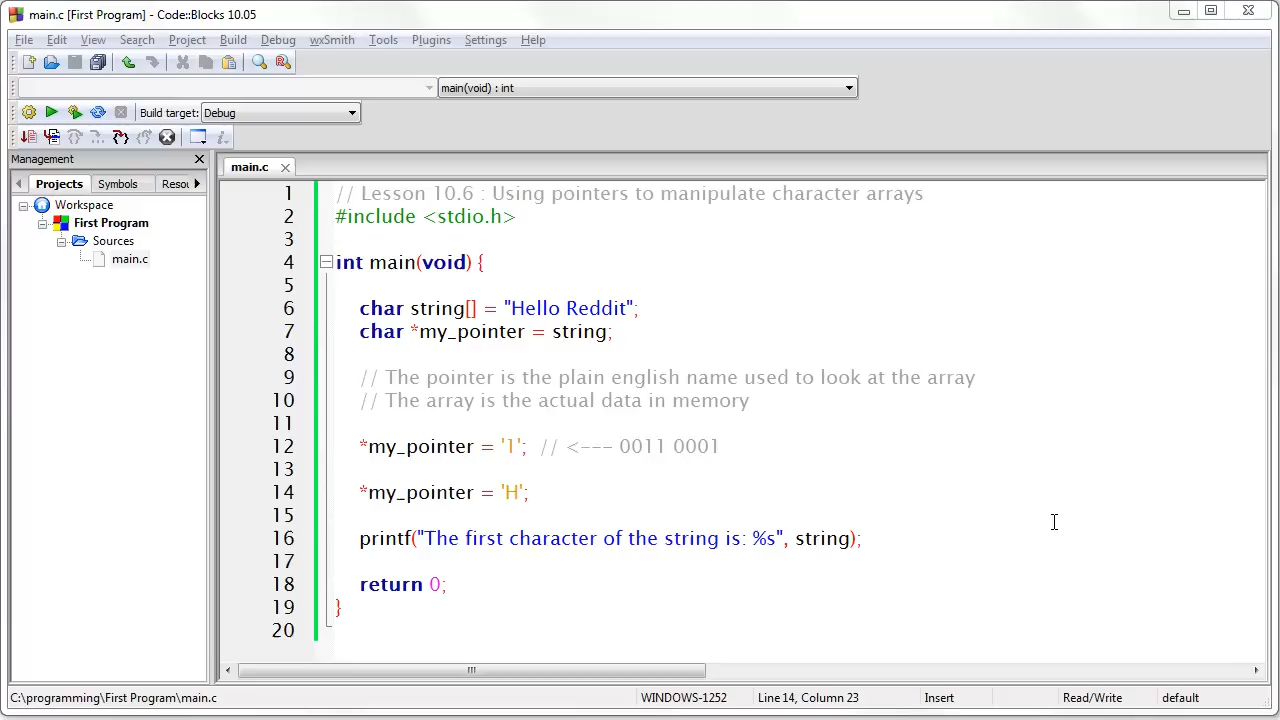 main.c [First Program] - Code::Blocks 10.05
File Edit View Search Project Build Debug wxSmith Tools Plugins Settings Help
main(void) : int
Build target: Debug
Management
Projects Symbols Resou
main.c
Workspace
First Program
Sources
main.c
1 // Lesson 10.6 : Using pointers to manipulate character arrays
2 #include <stdio.h>
3
4 int main(void) {
5
6 char string[] = "Hello Reddit";
7 char *my_pointer = string;
8
9 // The pointer is the plain english name used to look at the array
10 // The array is the actual data in memory
11
12 *my_pointer = '1'; // <--- 0011 0001
13
14 *my_pointer = 'H';
15
16 printf("The first character of the string is: %s", string);
17
18 return 0;
19 }
20
C:\programming\First Program\main.c WINDOWS-1252 Line 14, Column 23 Insert Read/Write default